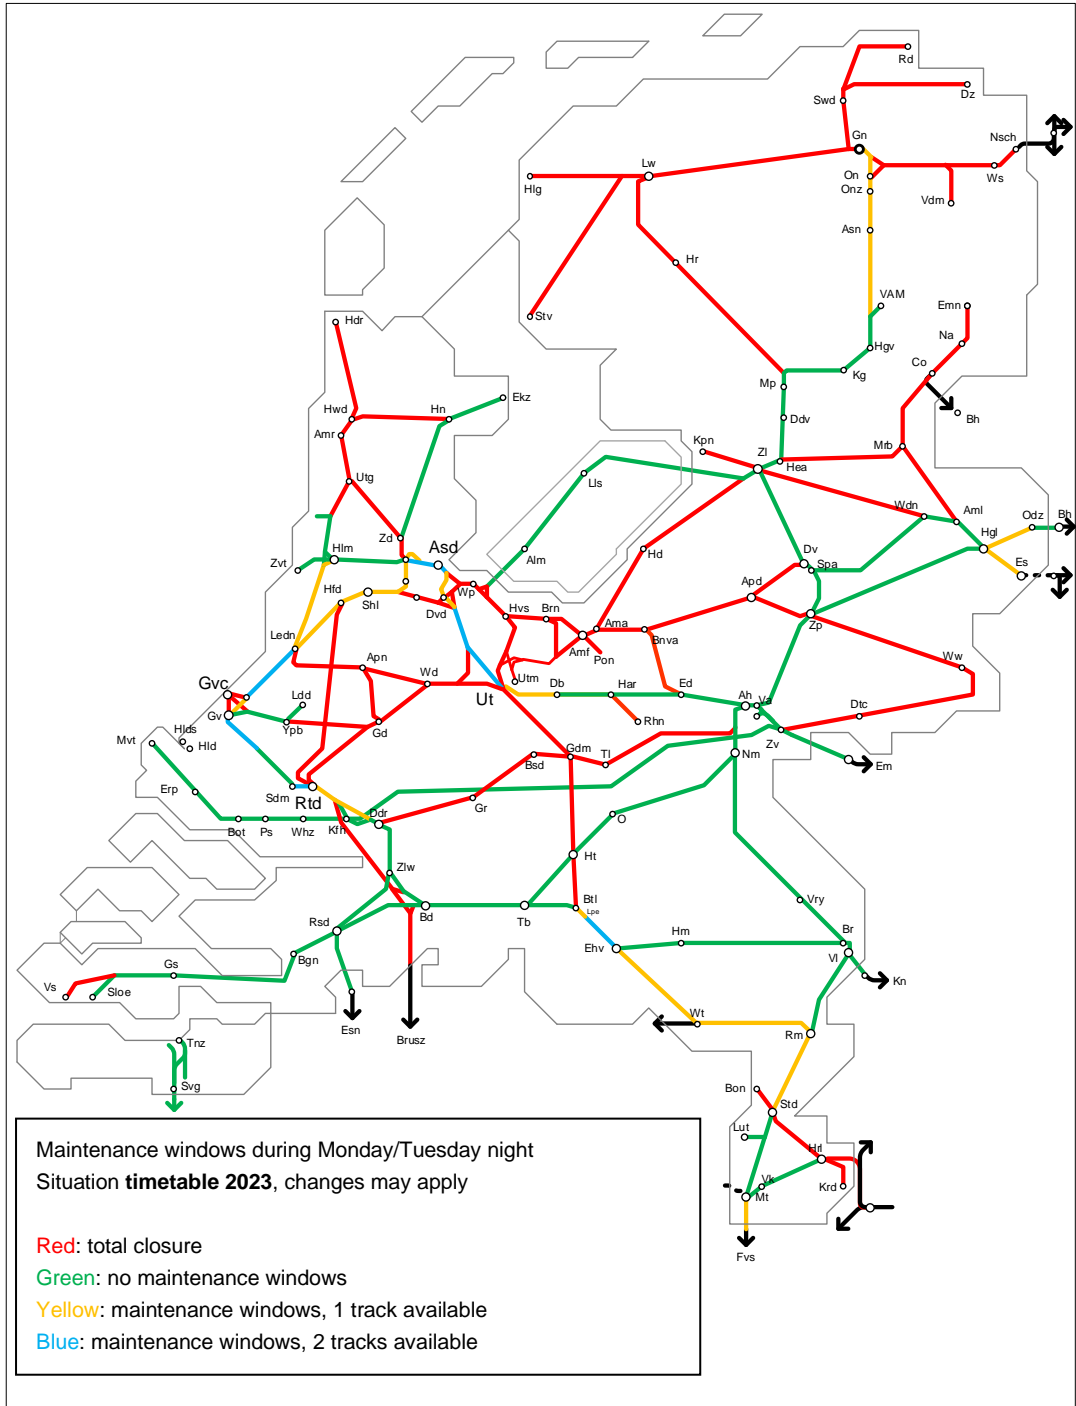 Rd
Dz
Swd
Gn
Nsch
Lw
On
Ws
Hlg
Onz
Vdm
Asn
Hr
VAM
Emn
Stv
Hdr
Na
Hgv
Co
Kg
Mp
Ekz
Hwd
Hn
Ddv
Bh
Amr
Kpn
Mrb
Zl
Hea
Utg
Lls
Wdn
Aml
Odz
Bh
Zd
Hgl
Asd
Hlm
Alm
Hd
Dv
Zvt
Spa
Es
Hfd
Shl
Wp
Apd
Dvd
Hvs
Brn
Ama
Zp
Ledn
Bnva
Amf
Pon
Apn
Wd
Ww
Gvc
Utm
Ldd
Ut
Db
Har
Ed
Ah
Va
Gv
Ypb
Gd
Rhn
Dtc
Hlds
Mvt
Hld
Zv
Gdm
Tl
Nm
Bsd
Em
Erp
Sdm
Rtd
Gr
Ddr
O
Bot
Ps
Whz
Kfh
Ht
Zlw
Btl
Lpe
Vry
Rsd
Bd
Tb
Ehv
Hm
Br
Vl
Bgn
Gs
Kn
Vs
Sloe
Esn
Brusz
Wt
Rm
Tnz
Svg
Bon
Std
Lut
Hrl
Vk
Krd
Mt
Fvs
Maintenance windows during Monday/Tuesday night
Situation timetable 2023, changes may apply
Red: total closure
Green: no maintenance windows
Yellow: maintenance windows, 1 track available
Blue: maintenance windows, 2 tracks available